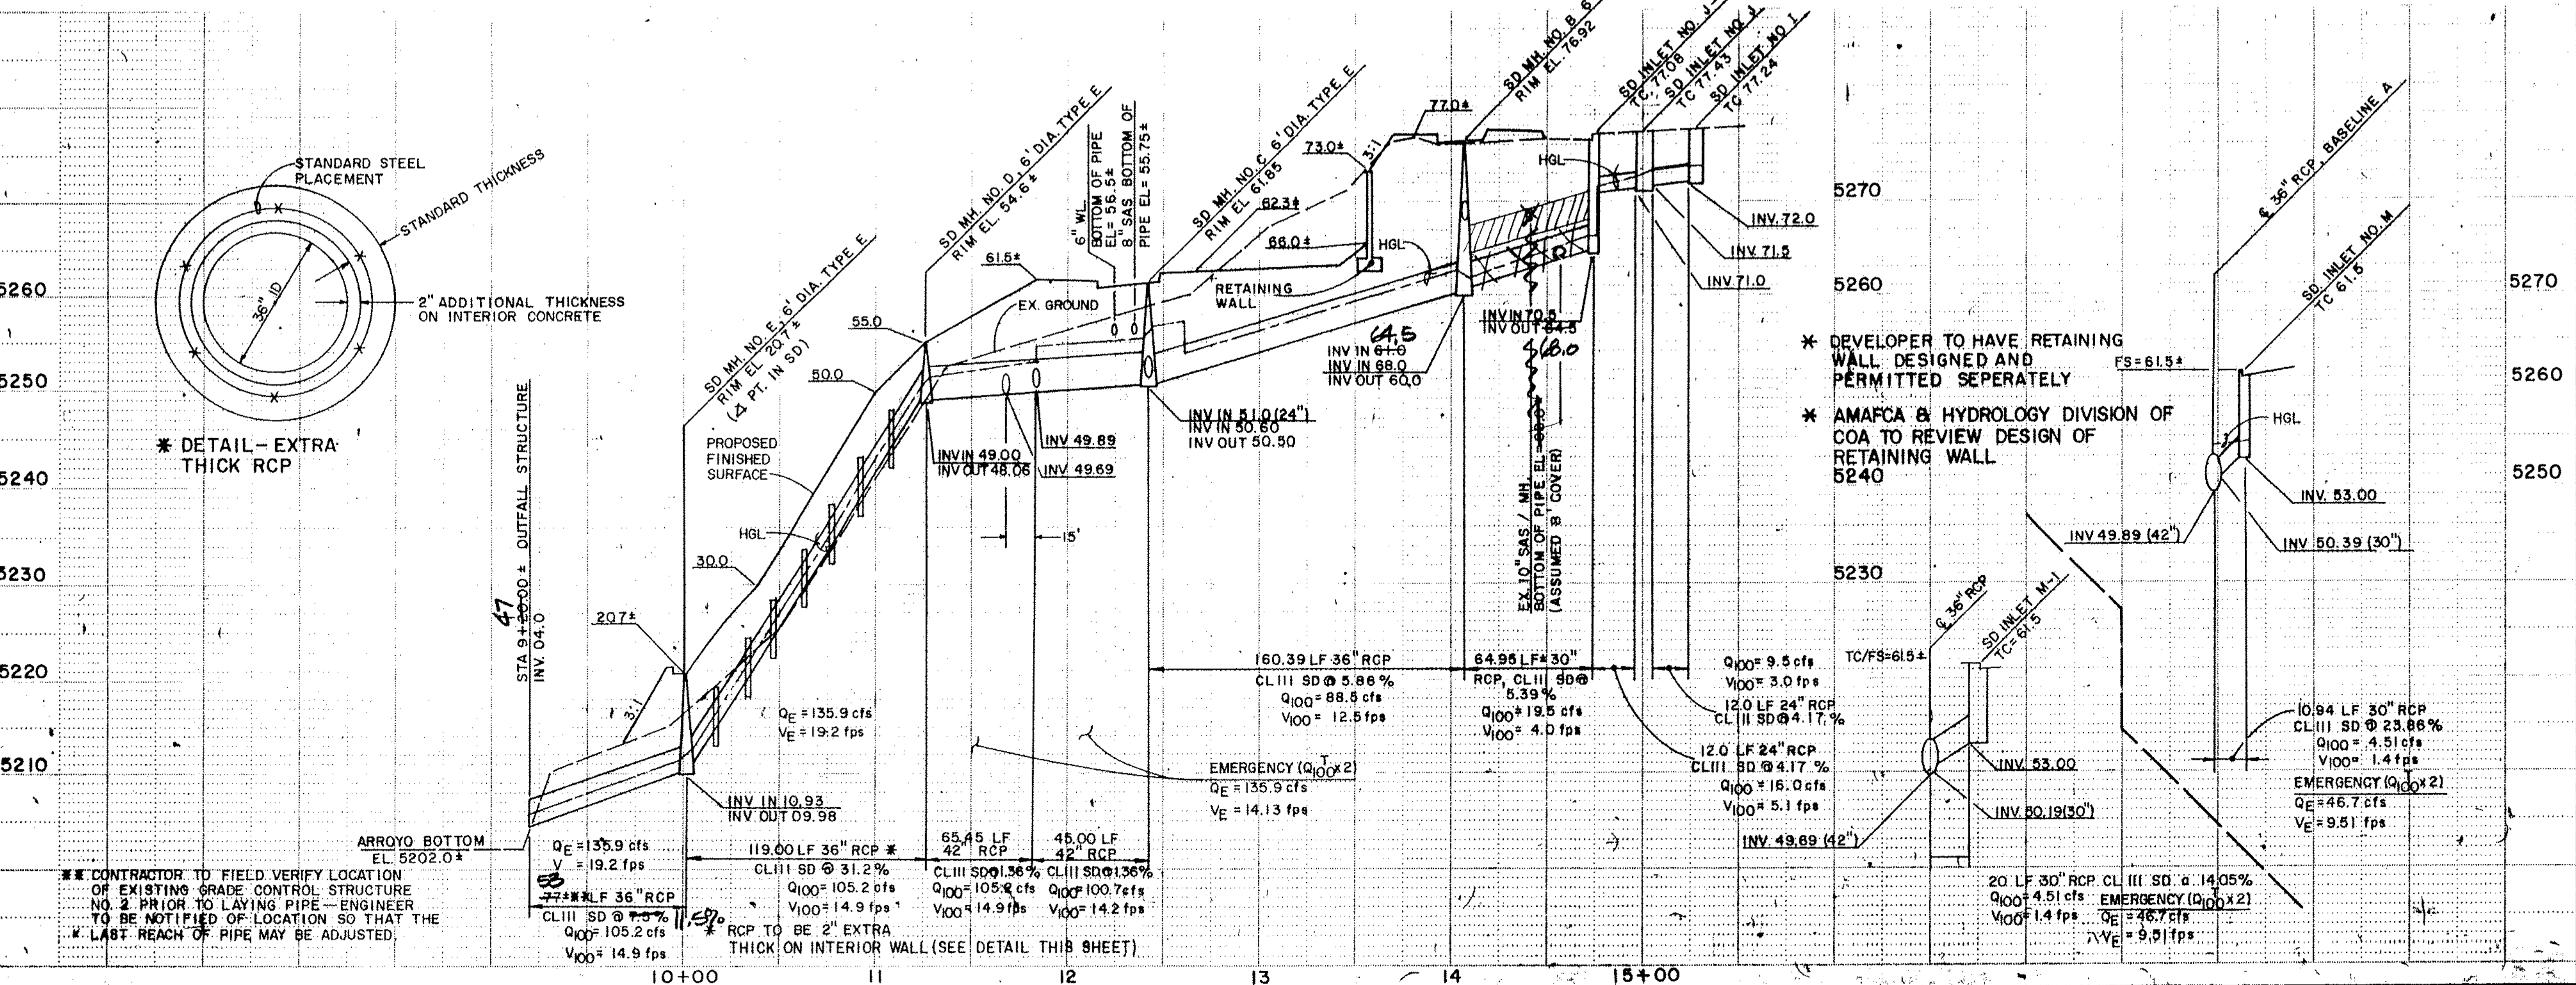 STANDARD STEEL
PLACEMENT
STANDARD THICKNESS
36" ID
2" ADDITIONAL THICKNESS
ON INTERIOR CONCRETE
* DETAIL-EXTRA
THICK RCP
5260
5250
5240
5230
5220
5210
47
STA 9+20.00± OUTFALL STRUCTURE
INV. 04.0
SD MH. NO. E, 6' DIA. TYPE E
RIM EL. 20.7±
(4 PT. IN SD)
SD MH. NO. D, 6' DIA. TYPE E
RIM EL. 54.6±
6" WL
BOTTOM OF PIPE
EL= 56.5±
8" SAS BOTTOM OF
PIPE EL= 55.75±
SD MH. NO. C 6' DIA. TYPE E
RIM EL 61.85
SD MH. NO. B 6
RIM EL. 76.92
SD INLET NO. J-
TC. 77.08
SD INLET NO. J
TC 77.43
SD INLET NO I
TC 77.24
77.0±
73.0±
3:1
62.3±
66.0±
HGL
HGL
61.5±
EX. GROUND
RETAINING
WALL
55.0
50.0
PROPOSED
FINISHED
SURFACE
HGL
30.0
207±
3:1
INV IN 49.00
INV OUT 48.06
INV 49.89
INV. 49.69
15'
INV IN 51.0 (24")
INV IN 50.60
INV OUT 50.50
64.5
INV IN 61.0
INV IN 68.0
INV OUT 60.0
INV IN 70.5
INV OUT 64.5
68.0
INV. 72.0
INV. 71.5
INV. 71.0
EX. 10" SAS / MH.
BOTTOM OF PIPE EL =
(ASSUMED 8' COVER)
5270
5260
* DEVELOPER TO HAVE RETAINING
WALL DESIGNED AND
PERMITTED SEPERATELY
* AMAFCA & HYDROLOGY DIVISION OF
COA TO REVIEW DESIGN OF
RETAINING WALL
5240
5230
QE = 135.9 cfs
VE = 19.2 fps
INV IN 10.93
INV OUT 09.98
ARROYO BOTTOM
EL. 5202.0±
** CONTRACTOR TO FIELD VERIFY LOCATION
OF EXISTING GRADE CONTROL STRUCTURE
NO. 2 PRIOR TO LAYING PIPE-ENGINEER
TO BE NOTIFIED OF LOCATION SO THAT THE
* LAST REACH OF PIPE MAY BE ADJUSTED
QE = 135.9 cfs
V = 19.2 fps
53
77±**LF 36" RCP
CLIII SD @ 7.5% 11.5%
Q100= 105.2 cfs
V100= 14.9 fps
119.00 LF 36" RCP *
CLIII SD @ 31.2%
Q100= 105.2 cfs
V100= 14.9 fps
* RCP TO BE 2" EXTRA
THICK ON INTERIOR WALL (SEE DETAIL THIS SHEET)
65.45 LF
42" RCP
CLIII SD@1.36%
Q100= 105.2 cfs
V100= 14.9 fps
45.00 LF
42" RCP
CLIII SD@1.36%
Q100= 100.7cfs
V100= 14.2 fps
EMERGENCY (Q100T x2)
QE = 135.9 cfs
VE = 14.13 fps
160.39 LF 36" RCP
CLIII SD @ 5.86%
Q100= 88.5 cfs
V100= 12.5 fps
64.95 LF± 30"
RCP, CLIII SD@
5.39%
Q100= 19.5 cfs
V100= 4.0 fps
Q100= 9.5 cfs
V100= 3.0 fps
12.0 LF 24" RCP
CLIII SD@4.17%
12.0 LF 24" RCP
CLIII SD@4.17 %
Q100= 16.0 cfs
V100= 5.1 fps
10+00
11
12
13
14
15+00
TC/FS=61.5±
℄ 36" RCP
SD INLET M-1
TC=61.5
INV. 53.00
INV. 50.19(30")
INV. 49.69 (42")
20 LF 30" RCP CL III SD @ 14.05%
Q100= 4.51 cfs
V100= 1.4 fps
EMERGENCY (Q100T x2)
QE = 46.7 cfs
VE = 9.51 fps
℄ 36" RCP, BASELINE A
SD INLET NO. M
TC 61.5
FS=61.5±
HGL
INV. 53.00
INV 49.89 (42")
INV 50.39 (30")
10.94 LF 30" RCP
CLIII SD @ 23.86%
Q100= 4.51cfs
V100= 1.4 fps
EMERGENCY (Q100T x2)
QE=46.7 cfs
VE= 9.51 fps
5270
5260
5250